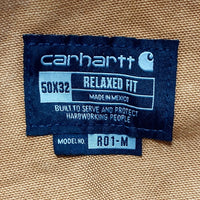 carhartt
50X32 RELAXED FIT
MADE IN MEXICO
BUILT TO SERVE AND PROTECT
HARDWORKING PEOPLE
MODEL NO. R01-M